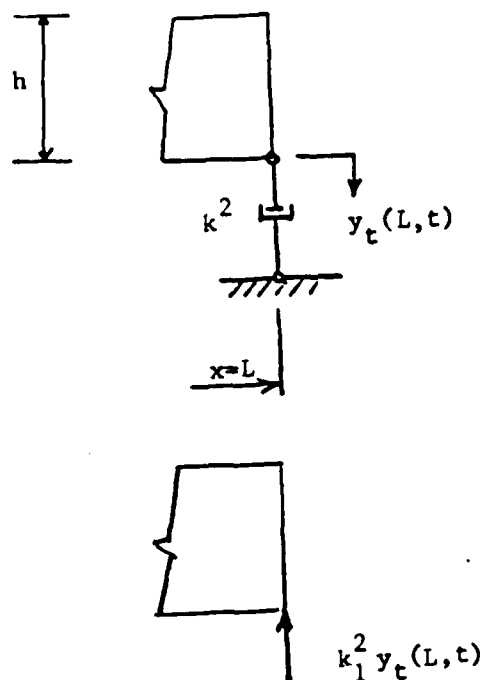 h
k²
y_t(L,t)
x=L
k₁² y_t(L,t)